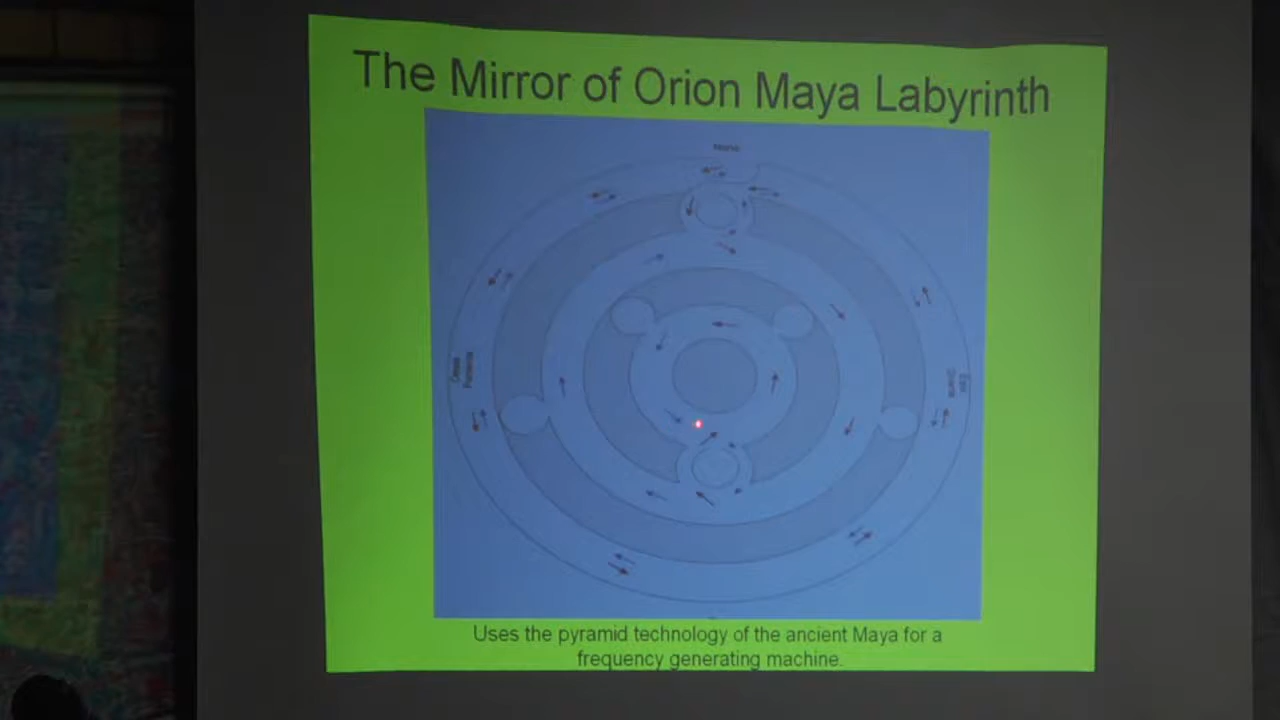 The Mirror of Orion Maya Labyrinth
Uses the pyramid technology of the ancient Maya for a
frequency generating machine.